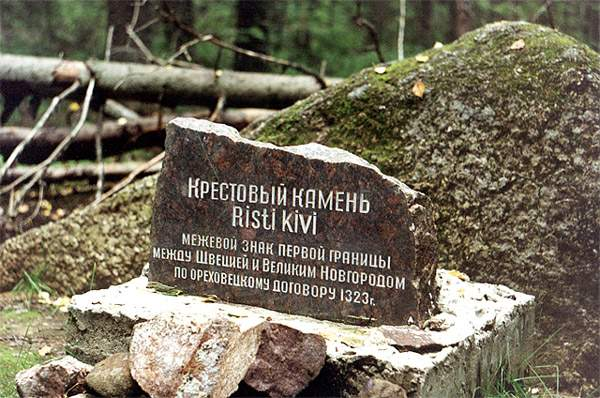 Крестовый камень
Risti kivi
межевой знак первой границы
между Швецией и Великим Новгородом
по Ореховецкому договору 1323г.